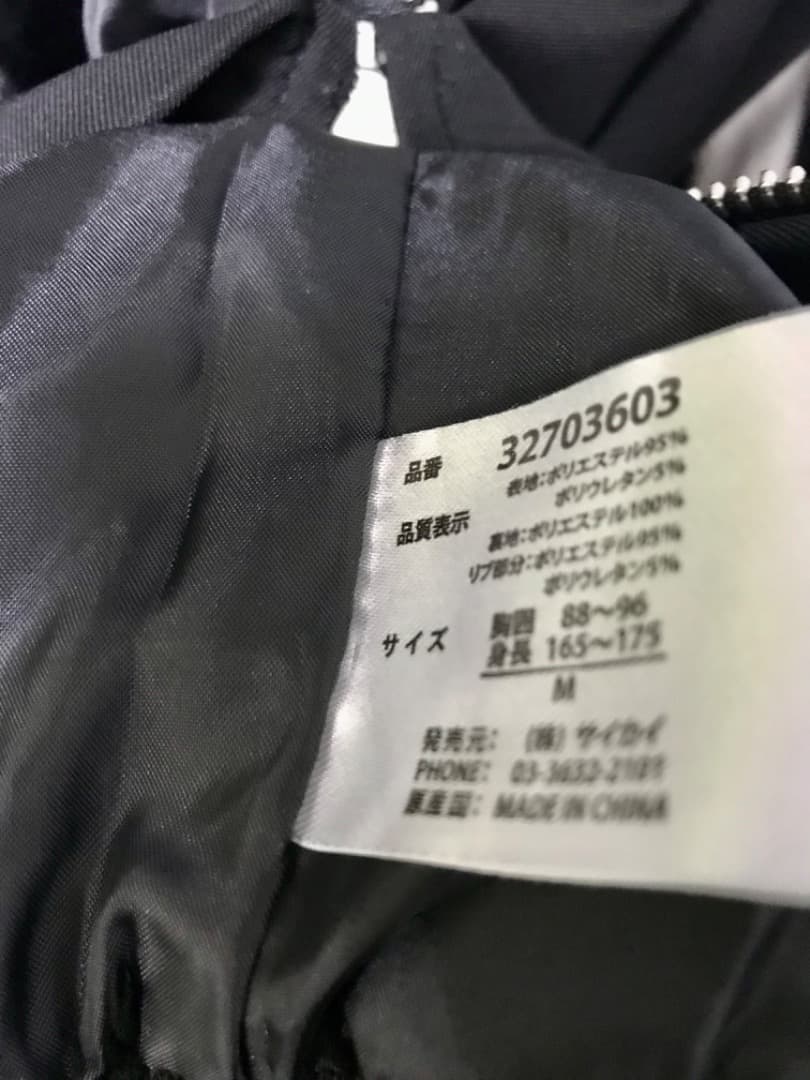 品番 32703603
品質表示 表地:ポリエステル95%
ポリウレタン5%
裏地:ポリエステル100%
リブ部分:ポリエステル95%
ポリウレタン5%
サイズ 胸囲 88〜96
身長 165〜175
M
発売元: (株) サイカイ
PHONE: 03-3652-2101
原産国: MADE IN CHINA